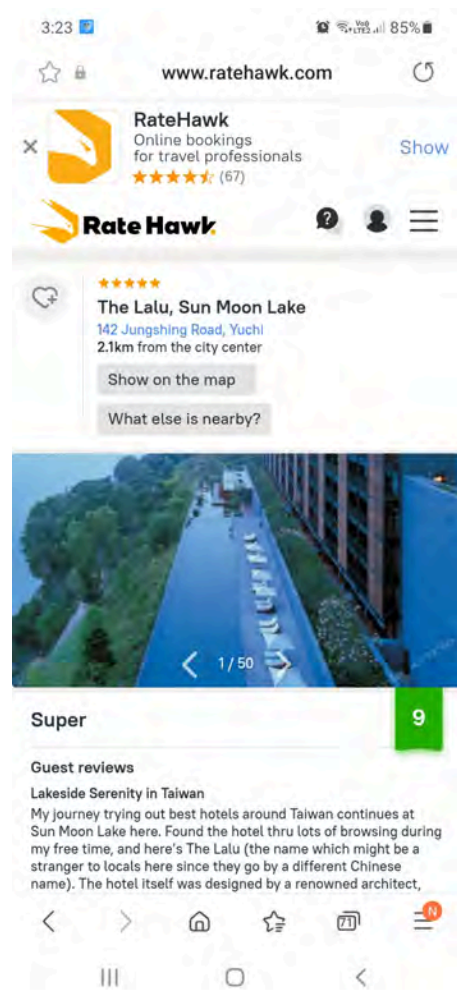 3:23
Vo))
LTE2 85%
www.ratehawk.com
RateHawk
Online bookings
for travel professionals
(67)
Show
Rate Hawk.
The Lalu, Sun Moon Lake
142 Jungshing Road, Yuchi
2.1km from the city center
Show on the map
What else is nearby?
1/50
Super
9
Guest reviews
Lakeside Serenity in Taiwan
My journey trying out best hotels around Taiwan continues at
Sun Moon Lake here. Found the hotel thru lots of browsing during
my free time, and here's The Lalu (the name which might be a
stranger to locals here since they go by a different Chinese
name). The hotel itself was designed by a renowned architect,
71
N